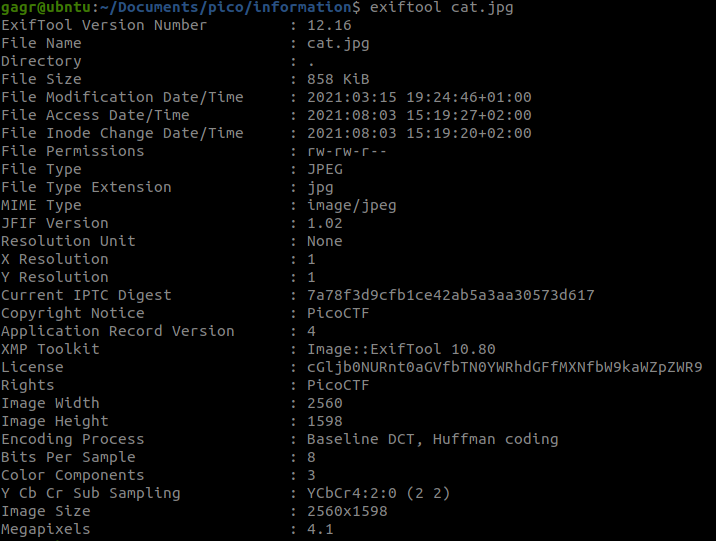 gagr@ubntu:~/Documents/pico/information$ exiftool cat.jpg
ExifTool Version Number : 12.16
File Name : cat.jpg
Directory : .
File Size : 858 KiB
File Modification Date/Time : 2021:03:15 19:24:46+01:00
File Access Date/Time : 2021:08:03 15:19:27+02:00
File Inode Change Date/Time : 2021:08:03 15:19:20+02:00
File Permissions : rw-rw-r--
File Type : JPEG
File Type Extension : jpg
MIME Type : image/jpeg
JFIF Version : 1.02
Resolution Unit : None
X Resolution : 1
Y Resolution : 1
Current IPTC Digest : 7a78f3d9cfb1ce42ab5a3aa30573d617
Copyright Notice : PicoCTF
Application Record Version : 4
XMP Toolkit : Image::ExifTool 10.80
License : cGljb0NURnt0aGVfbTN0YWRhdGFfMXNfbW9kaWZpZWR9
Rights : PicoCTF
Image Width : 2560
Image Height : 1598
Encoding Process : Baseline DCT, Huffman coding
Bits Per Sample : 8
Color Components : 3
Y Cb Cr Sub Sampling : YCbCr4:2:0 (2 2)
Image Size : 2560x1598
Megapixels : 4.1